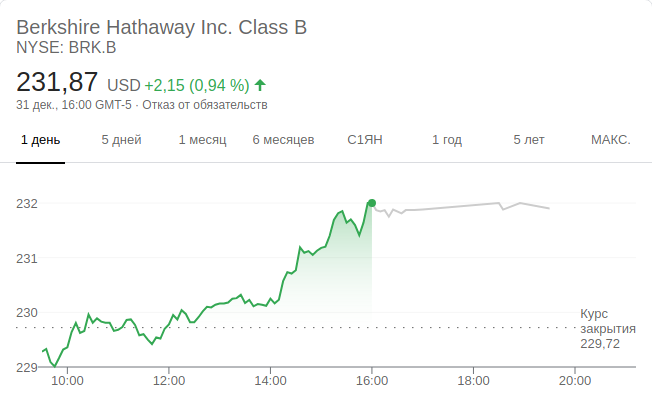 Berkshire Hathaway Inc. Class B
NYSE: BRK.B
231,87 USD +2,15 (0,94 %)
31 дек., 16:00 GMT-5 · Отказ от обязательств
1 день 5 дней 1 месяц 6 месяцев С1ЯН 1 год 5 лет МАКС.
232
231
230
229
Курс
закрытия
229,72
10:00 12:00 14:00 16:00 18:00 20:00